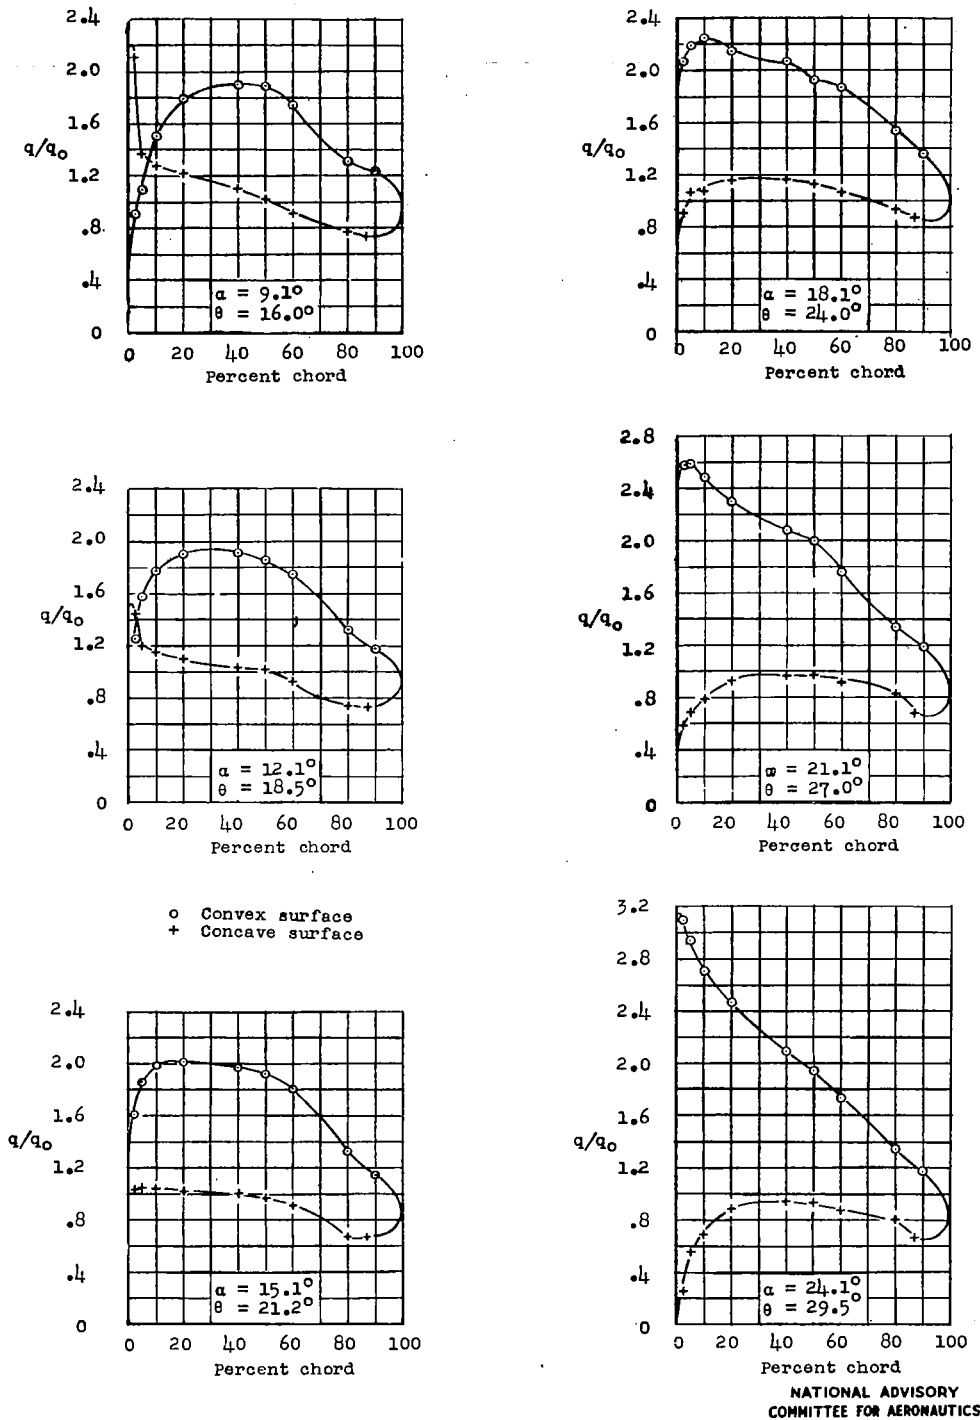 2.4
2.0
1.6
q/q₀
1.2
.8
.4
0
α = 9.1°
θ = 16.0°
0 20 40 60 80 100
Percent chord
2.4
2.0
1.6
q/q₀
1.2
.8
.4
0
α = 18.1°
θ = 24.0°
0 20 40 60 80 100
Percent chord
2.4
2.0
1.6
q/q₀
1.2
.8
.4
0
α = 12.1°
θ = 18.5°
0 20 40 60 80 100
Percent chord
2.8
2.4
2.0
1.6
q/q₀
1.2
.8
.4
0
α = 21.1°
θ = 27.0°
0 20 40 60 80 100
Percent chord
o Convex surface
+ Concave surface
2.4
2.0
1.6
q/q₀
1.2
.8
.4
0
α = 15.1°
θ = 21.2°
0 20 40 60 80 100
Percent chord
3.2
2.8
2.4
2.0
1.6
q/q₀
1.2
.8
.4
0
α = 24.1°
θ = 29.5°
0 20 40 60 80 100
Percent chord
NATIONAL ADVISORY
COMMITTEE FOR AERONAUTICS